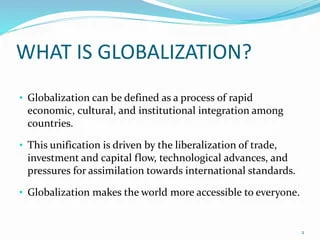 WHAT IS GLOBALIZATION?
• Globalization can be defined as a process of rapid
economic, cultural, and institutional integration among
countries.
• This unification is driven by the liberalization of trade,
investment and capital flow, technological advances, and
pressures for assimilation towards international standards.
• Globalization makes the world more accessible to everyone.
2